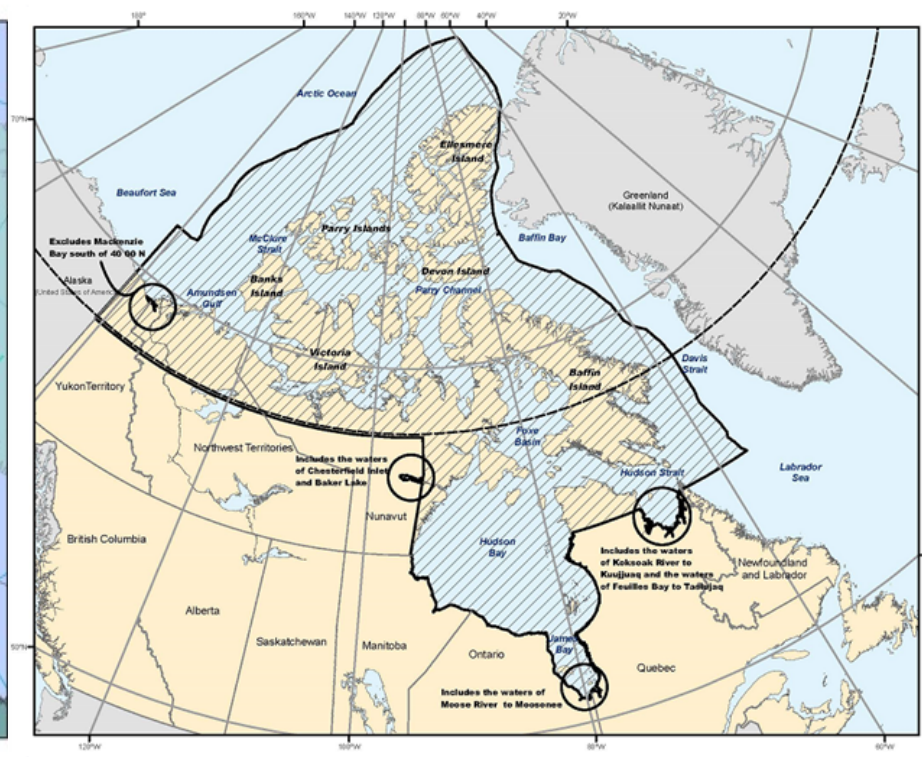 180°
160°W
140°W
120°W
80°W
60°W
40°W
20°W
Arctic Ocean
70°N
Ellesmere
Island
Beaufort Sea
Greenland
(Kalaallit Nunaat)
Parry Islands
McClure
Strait
Baffin Bay
Excludes Mackenzie
Bay south of 40 00 N
Devon Island
Alaska
(United States of America)
Banks
Island
Parry Channel
Amundsen
Gulf
Victoria
Island
Davis
Strait
Baffin
Island
Yukon Territory
Foxe
Basin
Northwest Territories
Includes the waters
of Chesterfield Inlet
and Baker Lake
Hudson Strait
Labrador
Sea
Nunavut
British Columbia
Hudson
Bay
Includes the waters
of Koksoak River to
Kuujjuaq and the waters
of Feuilles Bay to Tasiujaq
Newfoundland
and Labrador
Alberta
Saskatchewan
Manitoba
James
Bay
Ontario
Quebec
50°N
Includes the waters of
Moose River to Moosonee
120°W
100°W
80°W
60°W